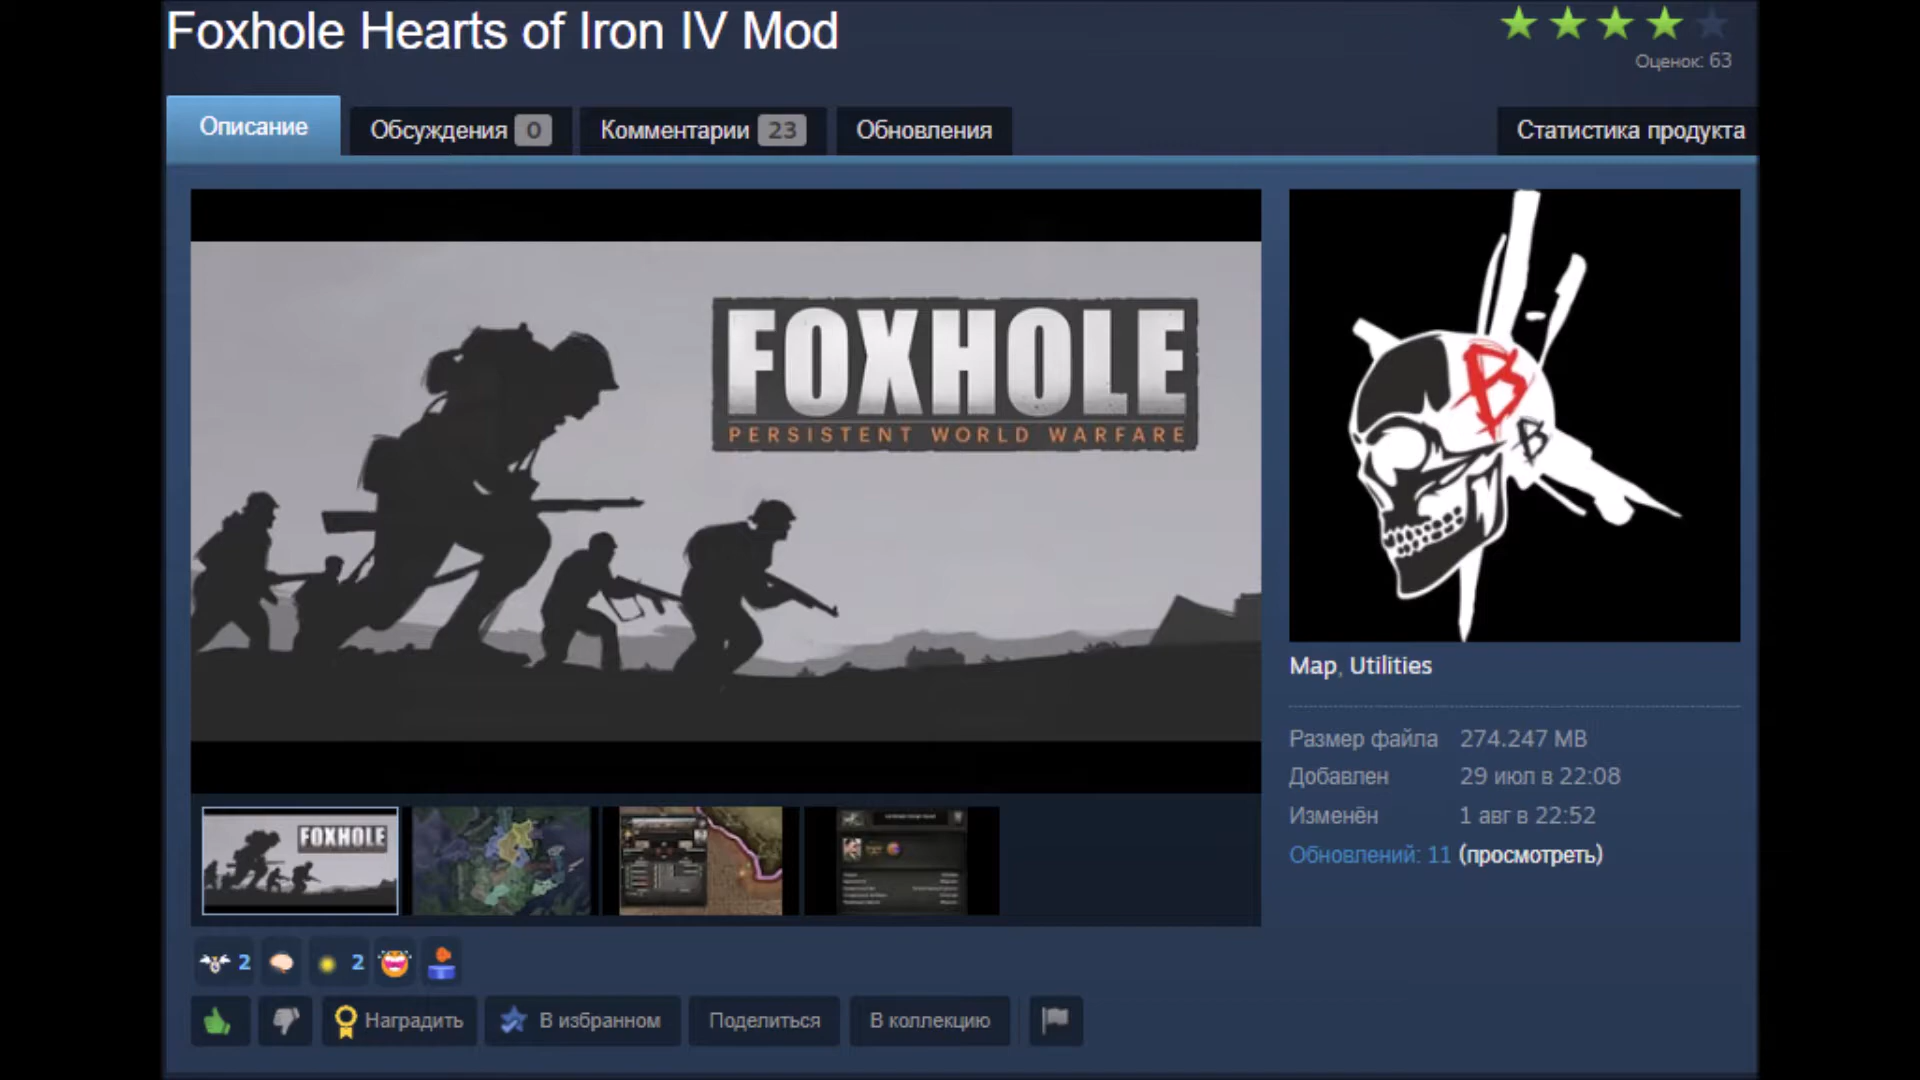 Foxhole Hearts of Iron IV Mod
Оценок: 63
Описание
Обсуждения 0
Комментарии 23
Обновления
Статистика продукта
FOXHOLE
PERSISTENT WORLD WARFARE
B
B
Map, Utilities
Размер файла 274.247 MB
Добавлен 29 июл в 22:08
Изменён 1 авг в 22:52
Обновлений: 11 (просмотреть)
FOXHOLE
2
2
Наградить
В избранном
Поделиться
В коллекцию